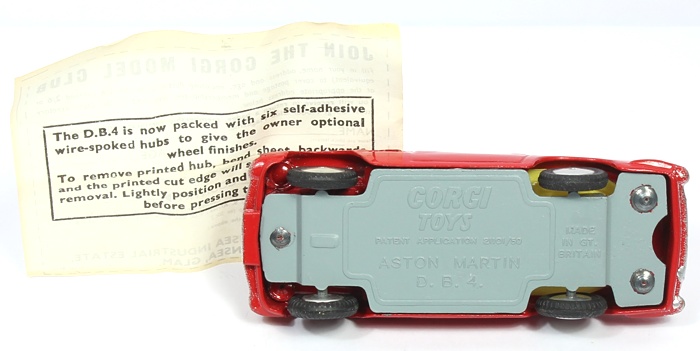 JOIN THE CORGI MODEL CLUB
The D.B.4 is now packed with six self-adhesive
wire-spoked hubs to give the owner optional
wheel finishes.
To remove printed hub, bend sheet backwards
and the printed cut edge will
removal. Lightly position and
before pressing
CORGI
TOYS
PATENT APPLICATION
ASTON MARTIN
D. B. 4.
MADE
IN GT.
BRITAIN
INDUSTRIAL ESTATE